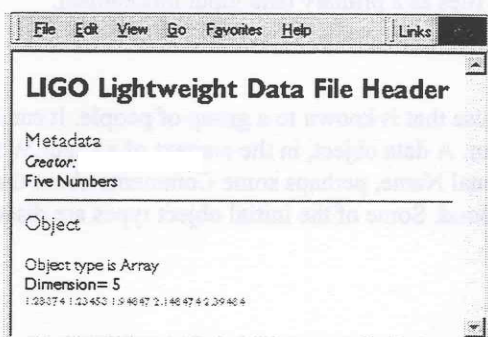 File Edit View Go Favorites Help Links
LIGO Lightweight Data File Header
Metadata
Creator:
Five Numbers
Object
Object type is Array
Dimension= 5